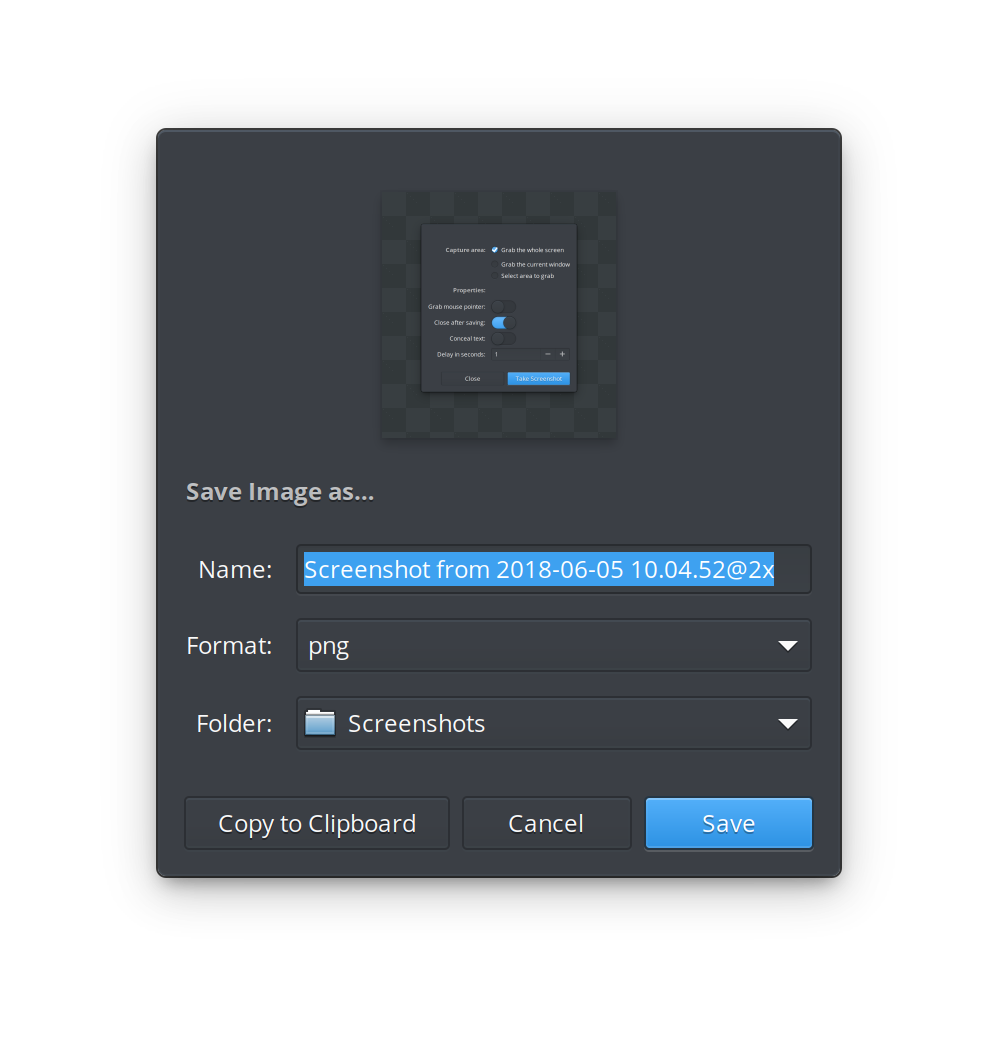 Capture area: Grab the whole screen
Grab the current window
Select area to grab
Properties:
Grab mouse pointer:
Close after saving:
Conceal text:
Delay in seconds: 1 − +
Close Take Screenshot
Save Image as…
Name: Screenshot from 2018-06-05 10.04.52@2x
Format: png
Folder: Screenshots
Copy to Clipboard Cancel Save